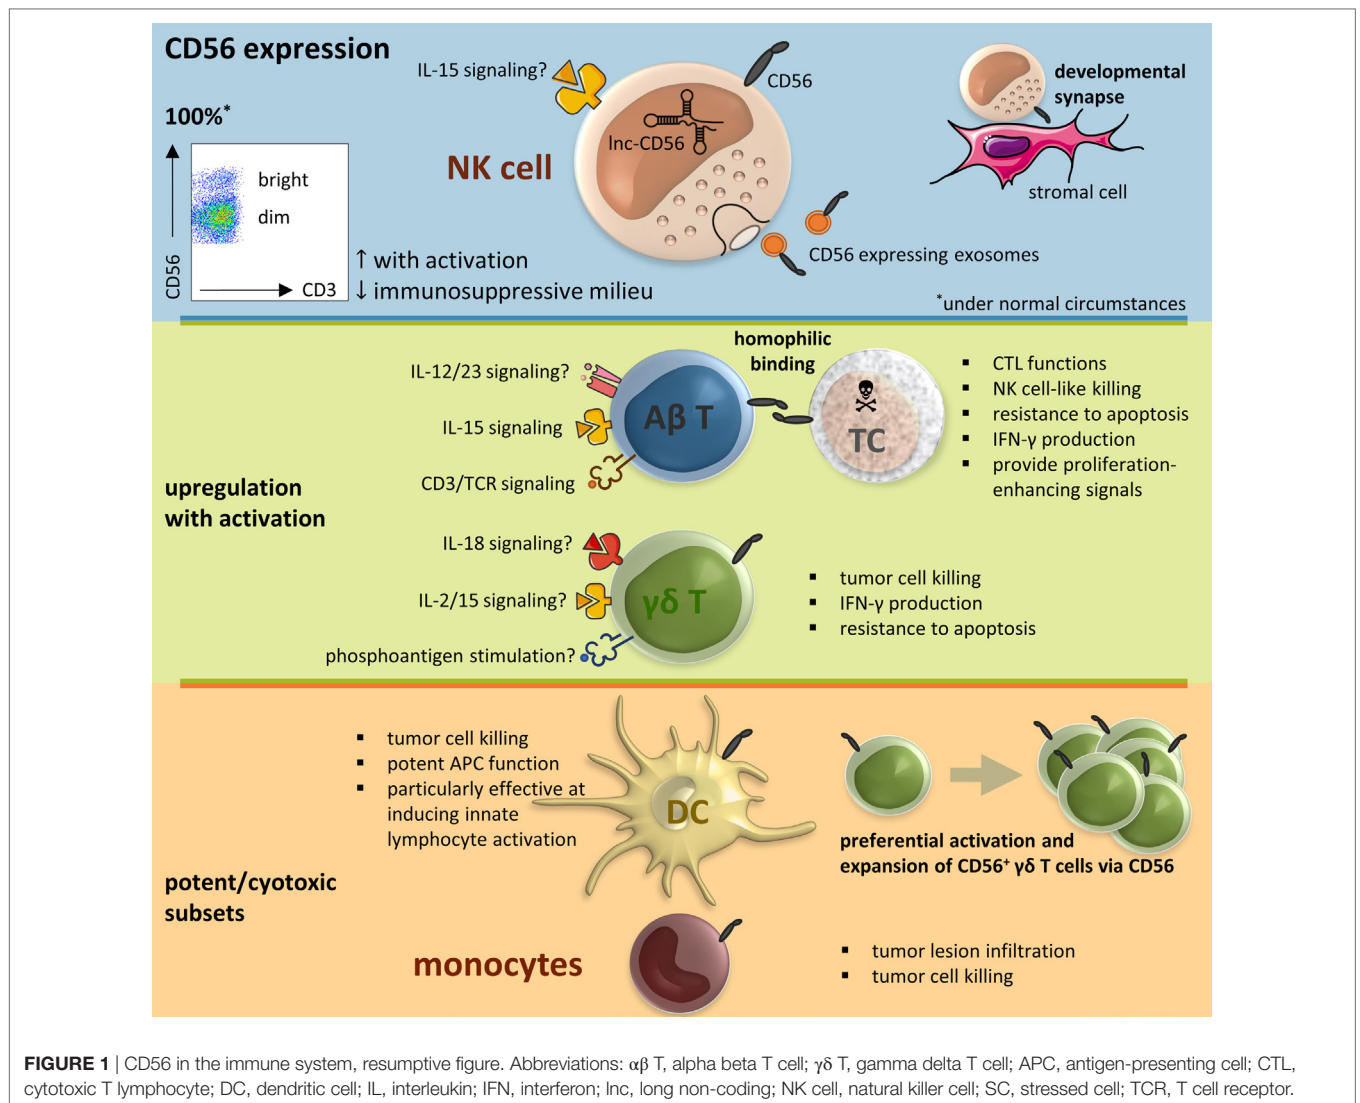 CD56 expression
IL-15 signaling?
CD56
developmental
synapse
100%*
lnc-CD56
bright
NK cell
stromal cell
dim
CD56
CD56 expressing exosomes
↑ with activation
CD3
↓ immunosuppressive milieu
*under normal circumstances
homophilic
binding
IL-12/23 signaling?
▪ CTL functions
▪ NK cell-like killing
▪ resistance to apoptosis
▪ IFN-γ production
▪ provide proliferation-
enhancing signals
Aβ T
TC
IL-15 signaling
CD3/TCR signaling
upregulation
with activation
IL-18 signaling?
IL-2/15 signaling?
γδ T
phosphoantigen stimulation?
▪ tumor cell killing
▪ IFN-γ production
▪ resistance to apoptosis
▪ tumor cell killing
▪ potent APC function
▪ particularly effective at
inducing innate
lymphocyte activation
DC
preferential activation and
expansion of CD56+ γδ T cells via CD56
potent/cyotoxic
subsets
monocytes
▪ tumor lesion infiltration
▪ tumor cell killing
FIGURE 1 | CD56 in the immune system, resumptive figure. Abbreviations: αβ T, alpha beta T cell; γδ T, gamma delta T cell; APC, antigen-presenting cell; CTL,
cytotoxic T lymphocyte; DC, dendritic cell; IL, interleukin; IFN, interferon; lnc, long non-coding; NK cell, natural killer cell; SC, stressed cell; TCR, T cell receptor.